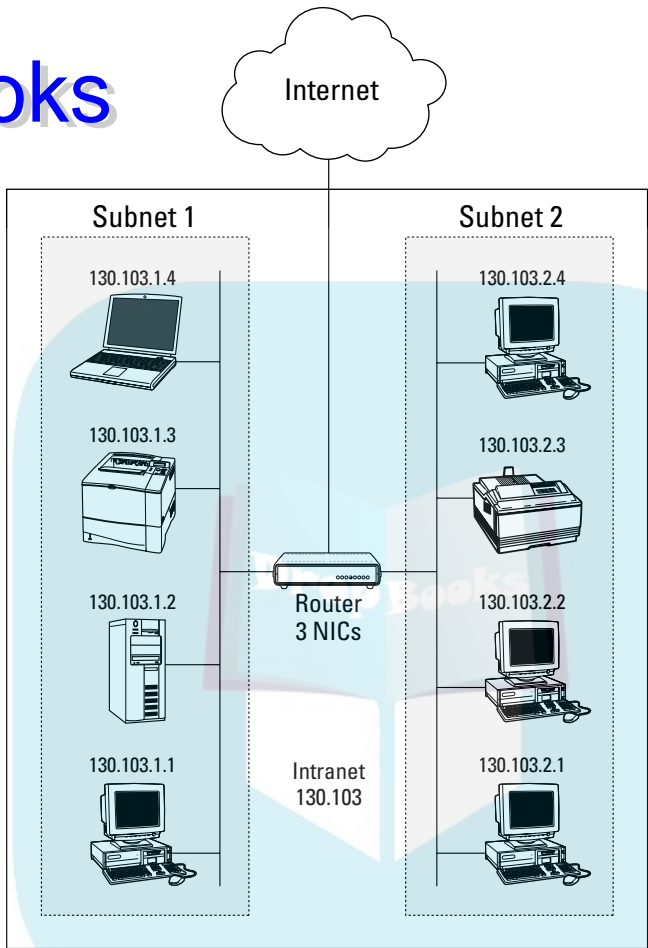 oks
Internet
Subnet 1
Subnet 2
130.103.1.4
130.103.2.4
130.103.1.3
130.103.2.3
Drop Books
Router
3 NICs
130.103.1.2
130.103.2.2
130.103.1.1
Intranet
130.103
130.103.2.1